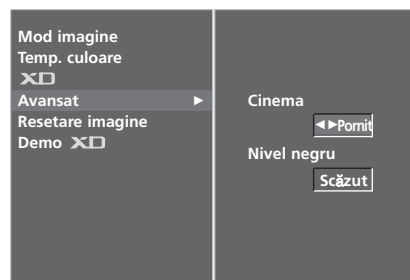 Mod imagine
Temp. culoare
XD
Avansat ►
Resetare imagine
Demo XD
Cinema
◄►Pornit
Nivel negru
Scăzut